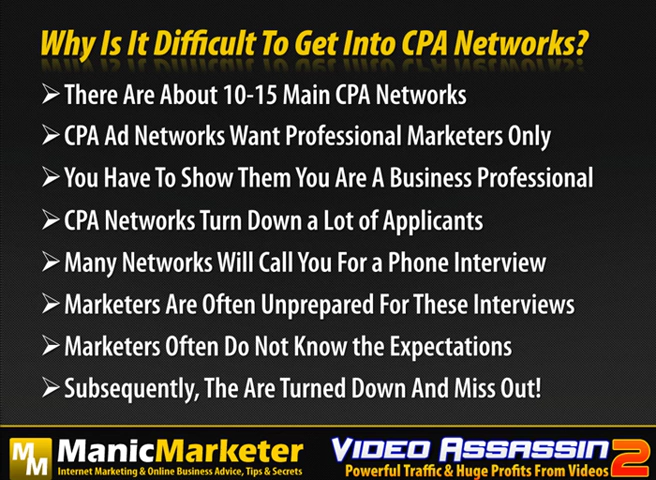 Why Is It Difficult To Get Into CPA Networks?
There Are About 10-15 Main CPA Networks
CPA Ad Networks Want Professional Marketers Only
You Have To Show Them You Are A Business Professional
CPA Networks Turn Down a Lot of Applicants
Many Networks Will Call You For a Phone Interview
Marketers Are Often Unprepared For These Interviews
Marketers Often Do Not Know the Expectations
Subsequently, The Are Turned Down And Miss Out!
MM ManicMarketer
Internet Marketing & Online Business Advice, Tips & Secrets
Video Assassin 2
Powerful Traffic & Huge Profits From Videos